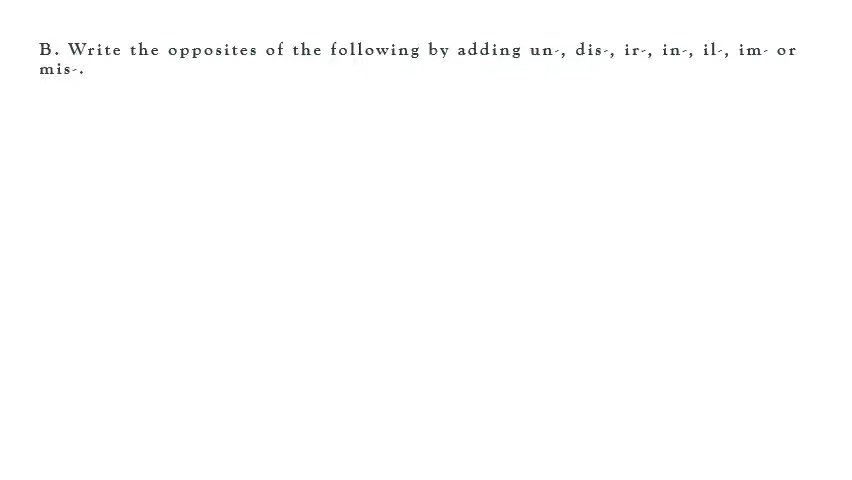 B. Write the opposites of the following by adding un-, dis-, ir-, in-, il-, im- or
mis-.